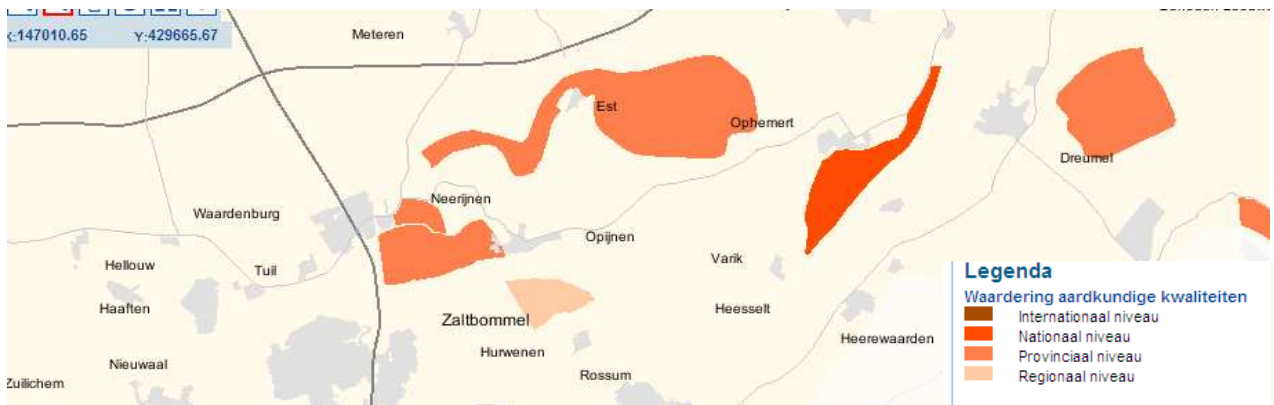 X:147010.65 Y:429665.67
Meteren
Est
Ophemert
Dreumel
Neerijnen
Waardenburg
Opijnen
Varik
Hellouw
Tuil
Haaften
Zaltbommel
Heesselt
Heerewaarden
Hurwenen
Nieuwaal
Rossum
Zuilichem
Legenda
Waardering aardkundige kwaliteiten
Internationaal niveau
Nationaal niveau
Provinciaal niveau
Regionaal niveau